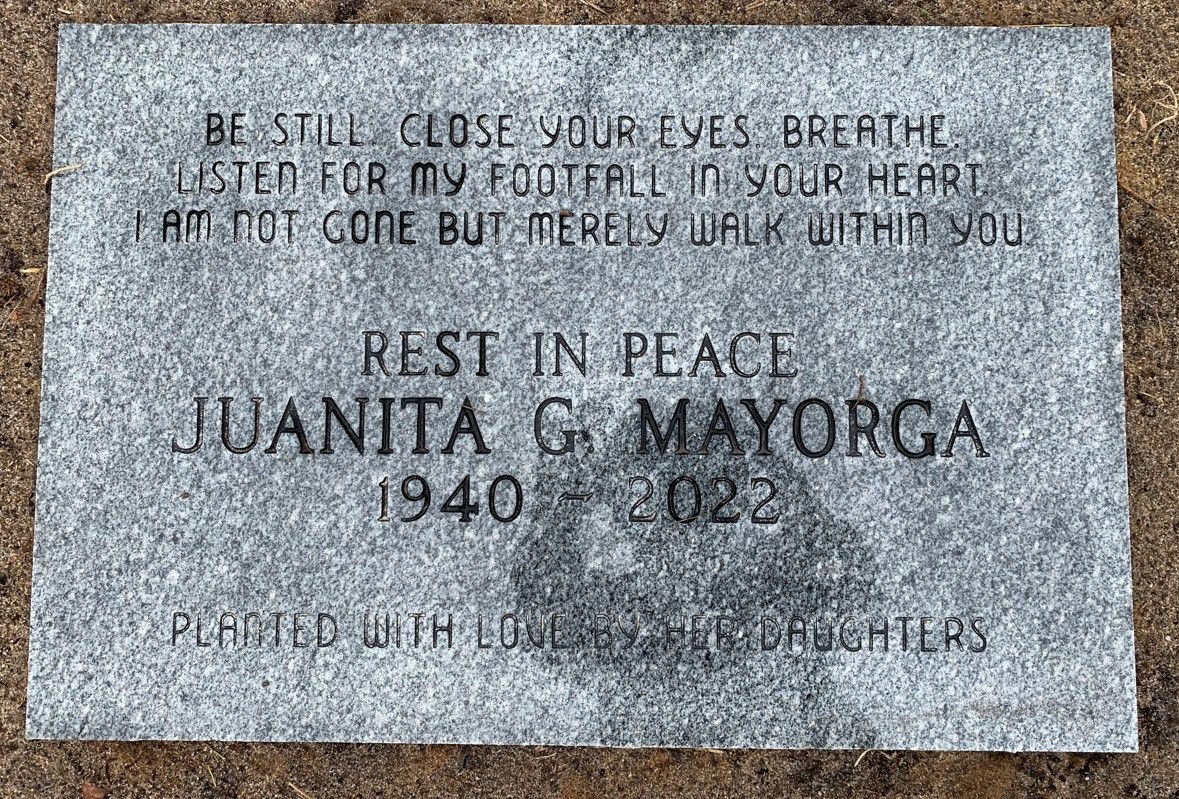 BE STILL. CLOSE YOUR EYES. BREATHE.
LISTEN FOR MY FOOTFALL IN YOUR HEART.
I AM NOT GONE BUT MERELY WALK WITHIN YOU.
REST IN PEACE
JUANITA G. MAYORGA
1940 ~ 2022
PLANTED WITH LOVE BY HER DAUGHTERS